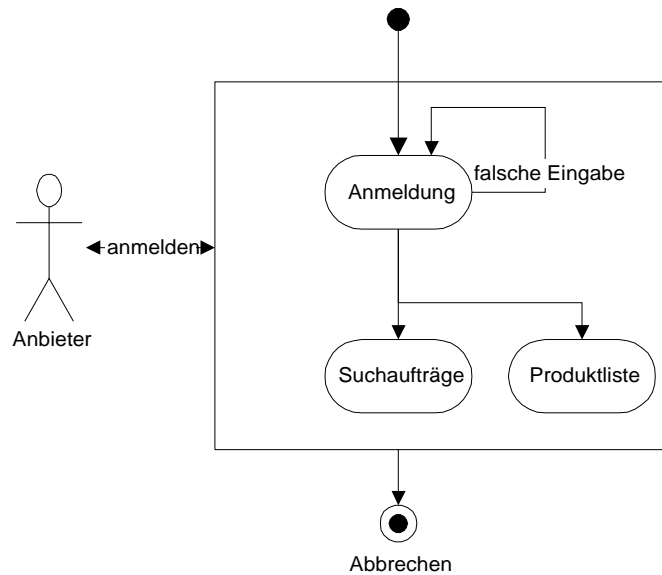 falsche Eingabe
Anmeldung
anmelden
Anbieter
Suchaufträge
Produktliste
Abbrechen